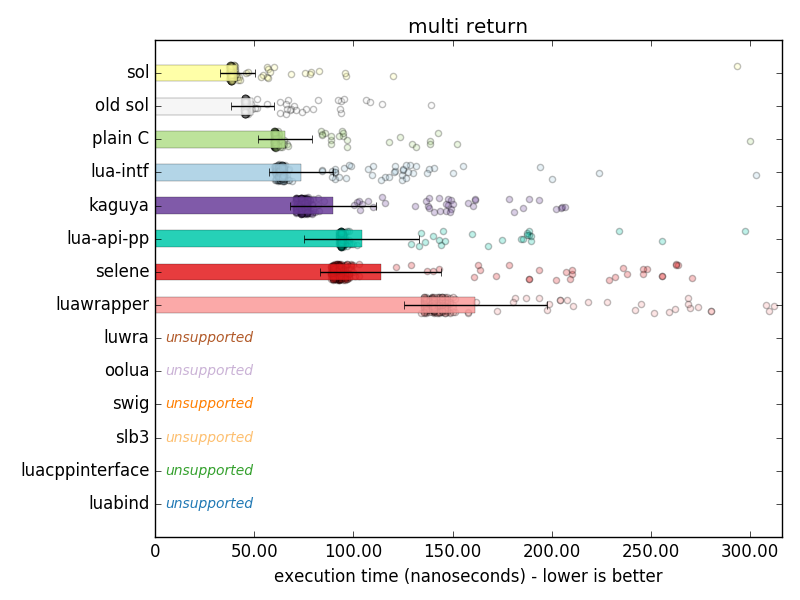 multi return
sol
old sol
plain C
lua-intf
kaguya
lua-api-pp
selene
luawrapper
luwra unsupported
oolua unsupported
swig unsupported
slb3 unsupported
luacppinterface unsupported
luabind unsupported
0 50.00 100.00 150.00 200.00 250.00 300.00
execution time (nanoseconds) - lower is better